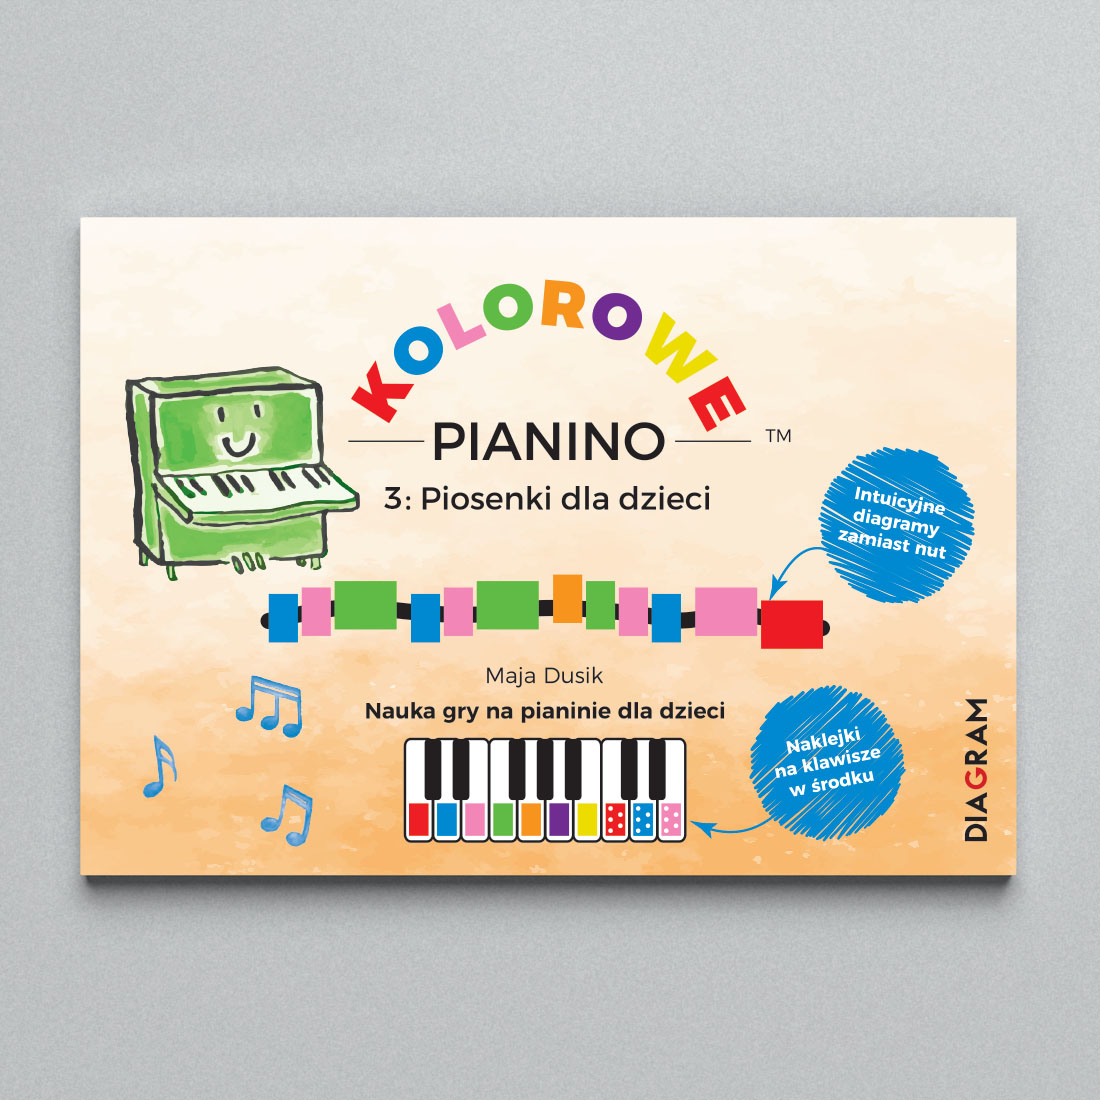 KOLOROWE
PIANINO ™
3: Piosenki dla dzieci
Intuicyjne
diagramy
zamiast nut
Maja Dusik
Nauka gry na pianinie dla dzieci
Naklejki
na klawisze
w środku
DIAGRAM